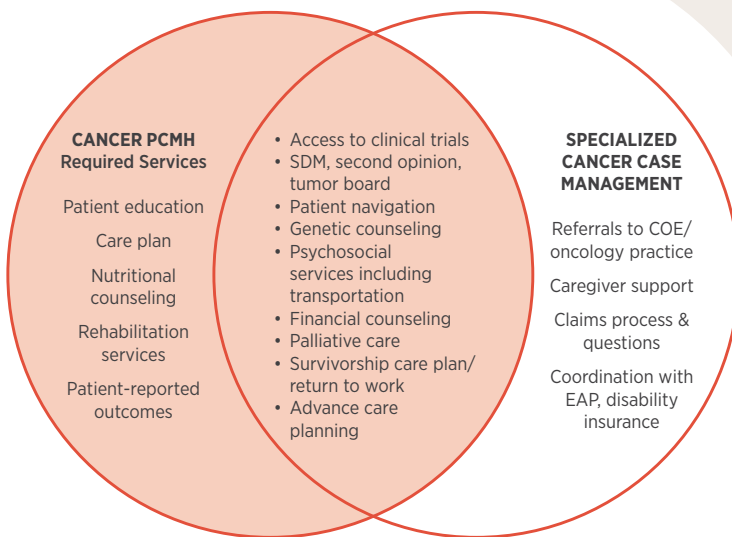 CANCER PCMH
Required Services
Patient education
Care plan
Nutritional
counseling
Rehabilitation
services
Patient-reported
outcomes
• Access to clinical trials
• SDM, second opinion,
tumor board
• Patient navigation
• Genetic counseling
• Psychosocial
services including
transportation
• Financial counseling
• Palliative care
• Survivorship care plan/
return to work
• Advance care
planning
SPECIALIZED
CANCER CASE
MANAGEMENT
Referrals to COE/
oncology practice
Caregiver support
Claims process &
questions
Coordination with
EAP, disability
insurance